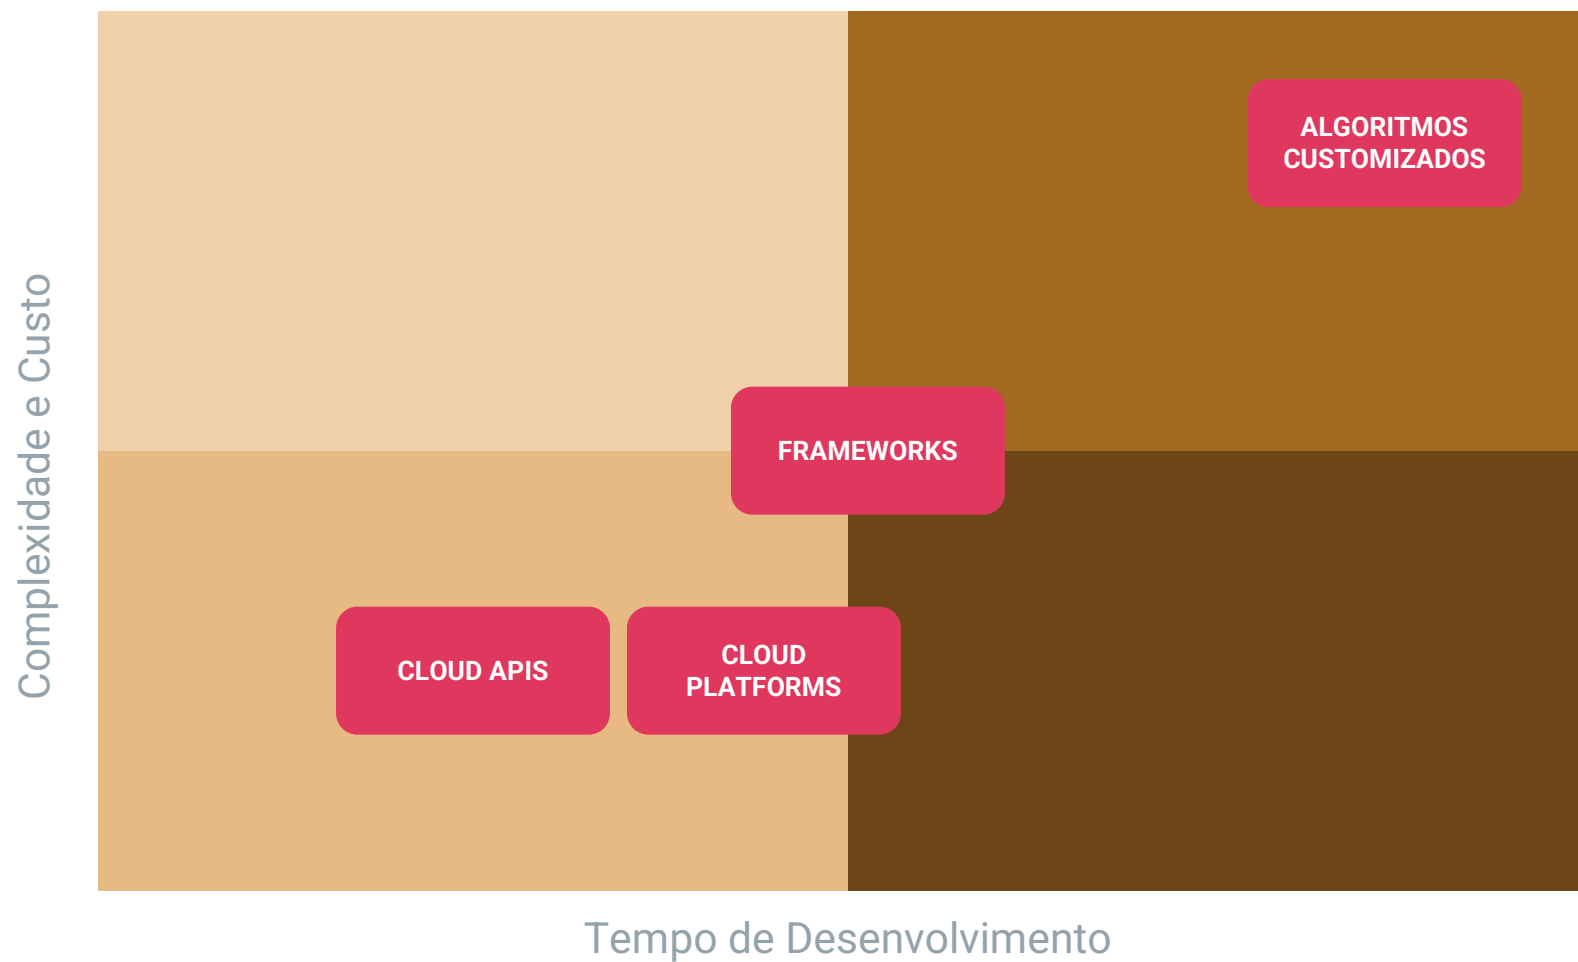 ALGORITMOS
CUSTOMIZADOS
Complexidade e Custo
FRAMEWORKS
CLOUD APIS
CLOUD
PLATFORMS
Tempo de Desenvolvimento